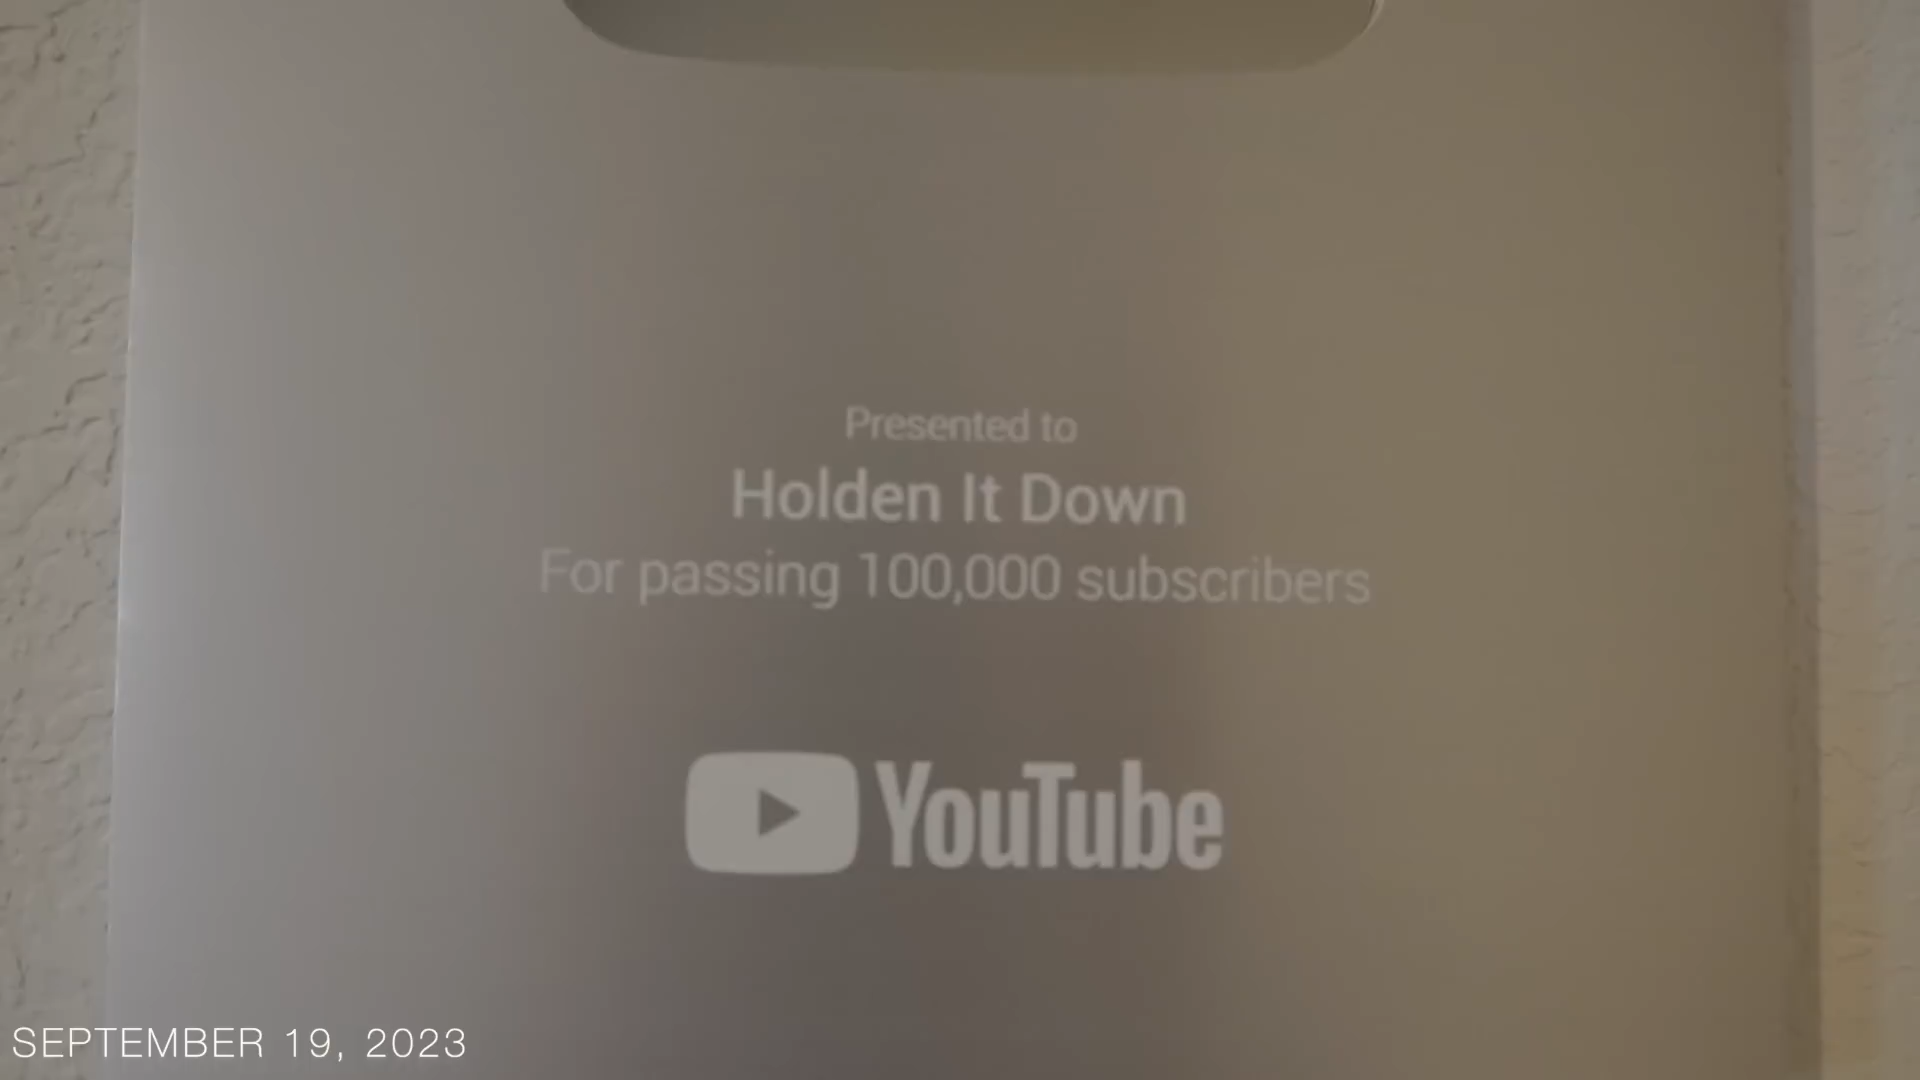 Presented to
Holden It Down
For passing 100,000 subscribers
YouTube
SEPTEMBER 19, 2023